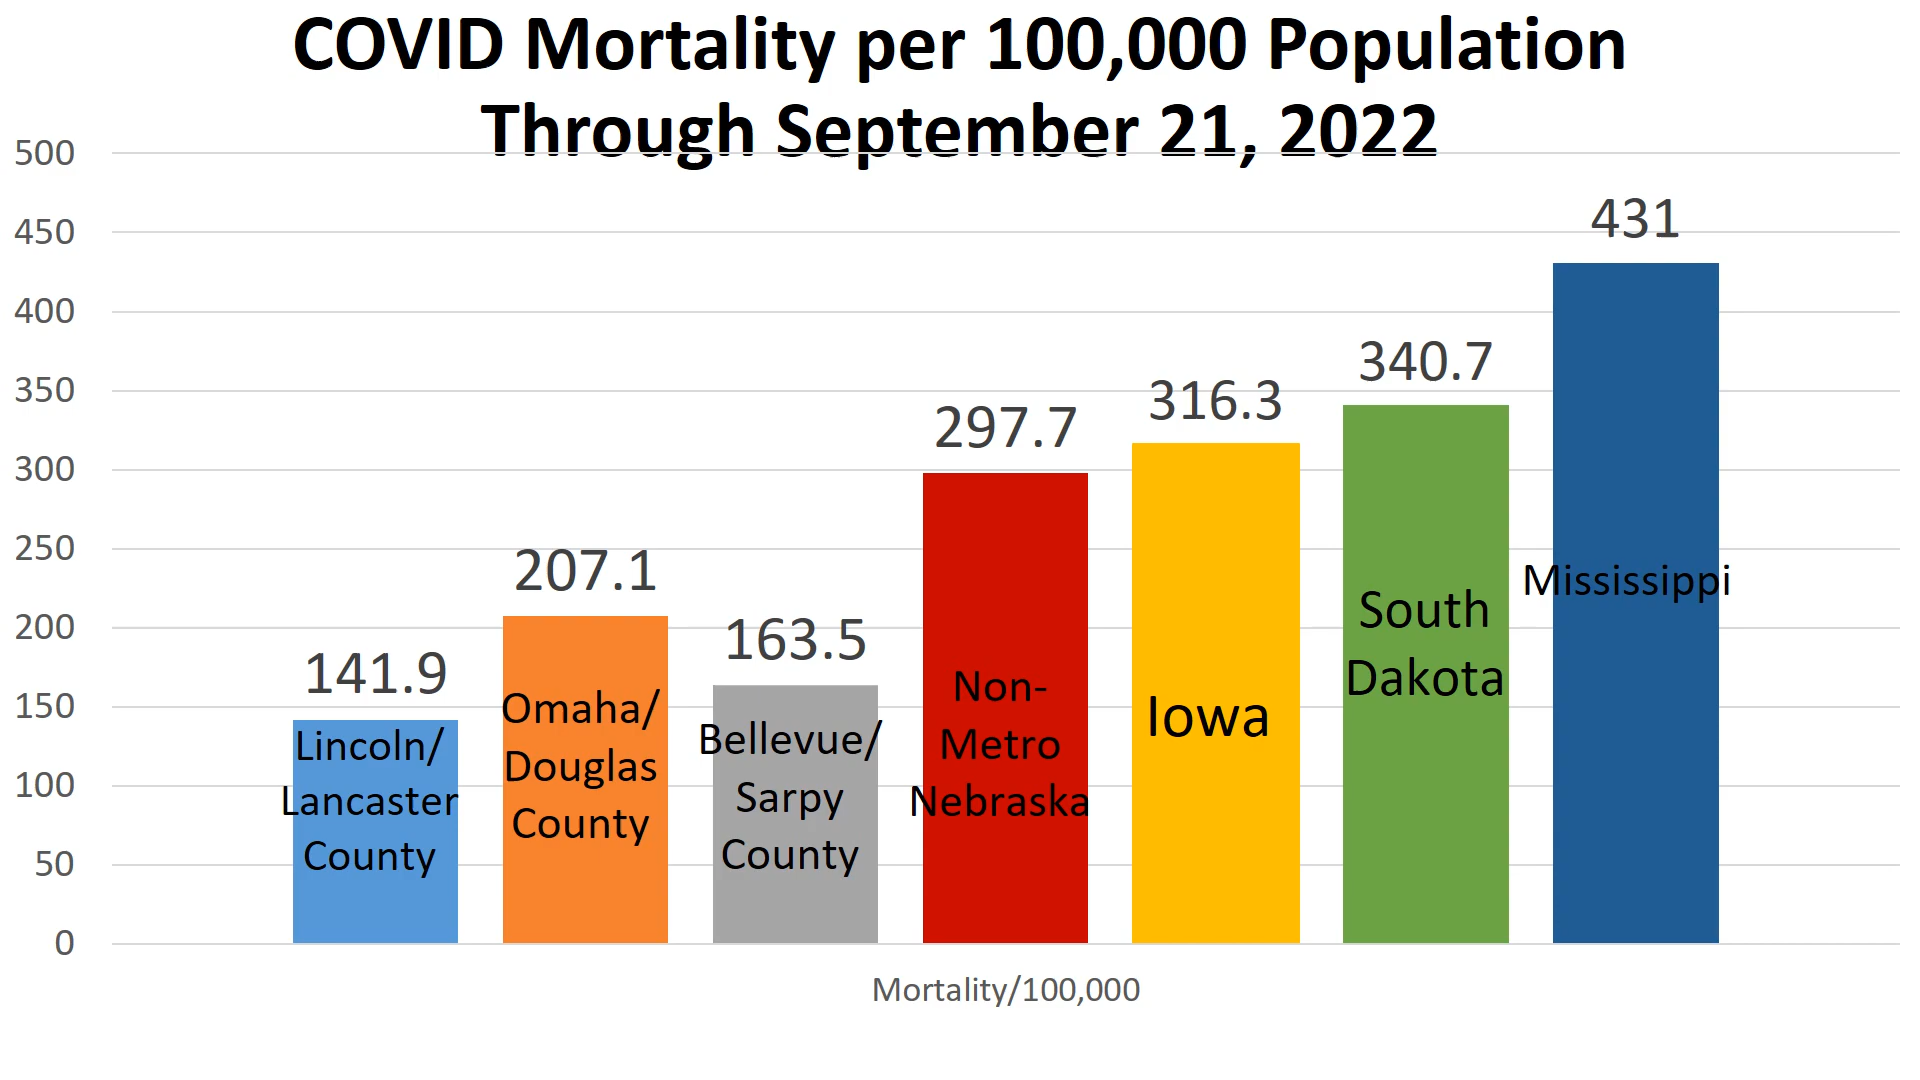 COVID Mortality per 100,000 Population
Through September 21, 2022
500
450
400
350
300
250
200
150
100
50
0
141.9
Lincoln/
Lancaster
County
207.1
Omaha/
Douglas
County
163.5
Bellevue/
Sarpy
County
297.7
Non-
Metro
Nebraska
316.3
Iowa
340.7
South
Dakota
431
Mississippi
Mortality/100,000